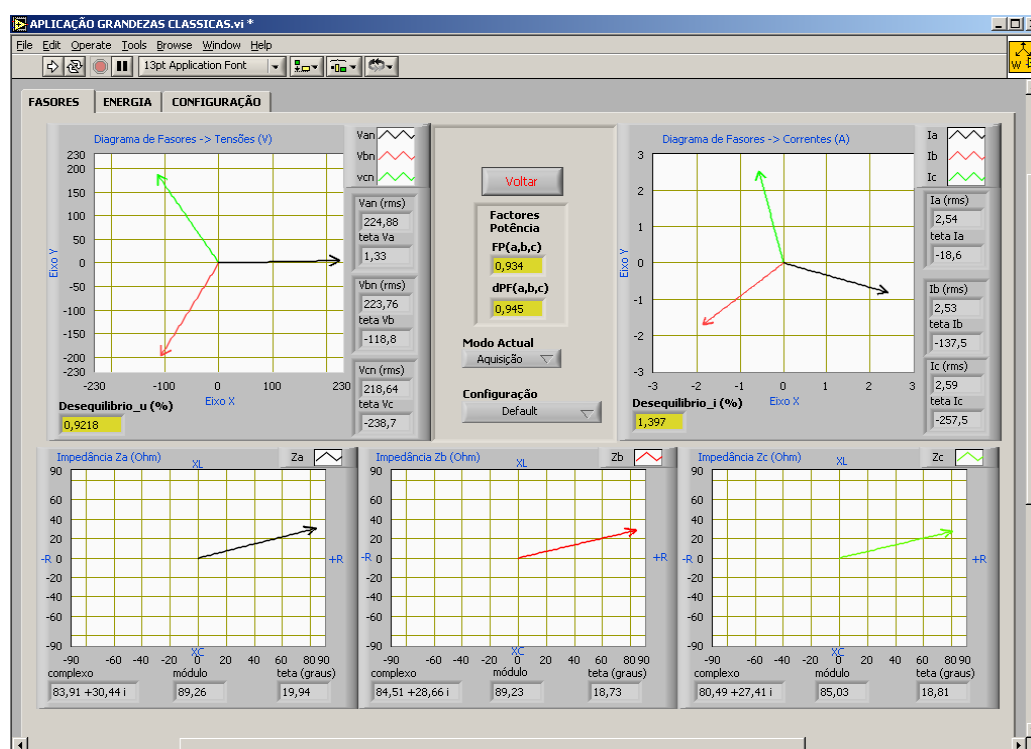 APLICAÇÃO GRANDEZAS CLASSICAS.vi *
File Edit Operate Tools Browse Window Help
13pt Application Font
W
FASORES ENERGIA CONFIGURAÇÃO
Diagrama de Fasores -> Tensões (V)
230
200
150
100
50
0
-50
-100
-150
-200
-230
Eixo Y
-230 -100 0 100 230
Eixo X
Desequilibrio_u (%)
0,9218
Van
Vbn
vcn
Van (rms)
224,88
teta Va
1,33
Vbn (rms)
223,76
teta Vb
-118,8
Vcn (rms)
218,64
teta Vc
-238,7
Voltar
Factores
Potência
FP(a,b,c)
0,934
dPF(a,b,c)
0,945
Modo Actual
Aquisição
Configuração
Default
Diagrama de Fasores -> Correntes (A)
3
2
1
0
-1
-2
-3
Eixo Y
-3 -2 -1 0 1 2 3
Eixo X
Desequilibrio_i (%)
1,397
Ia
Ib
Ic
Ia (rms)
2,54
teta Ia
-18,6
Ib (rms)
2,53
teta Ib
-137,5
Ic (rms)
2,59
teta Ic
-257,5
Impedância Za (Ohm)
XL
Za
90
60
40
20
-R 0 +R
-20
-40
-60
-90
XC
-90 -60 -40 -20 0 20 40 60 80 90
complexo módulo teta (graus)
83,91 +30,44 i 89,26 19,94
Impedância Zb (Ohm)
XL
Zb
90
60
40
20
-R 0 +R
-20
-40
-60
-90
XC
-90 -60 -40 -20 0 20 40 60 80 90
complexo módulo teta (graus)
84,51 +28,66 i 89,23 18,73
Impedância Zc (Ohm)
XL
Zc
90
60
40
20
-R 0 +R
-20
-40
-60
-90
XC
-90 -60 -40 -20 0 20 40 60 80 90
complexo módulo teta (graus)
80,49 +27,41 i 85,03 18,81